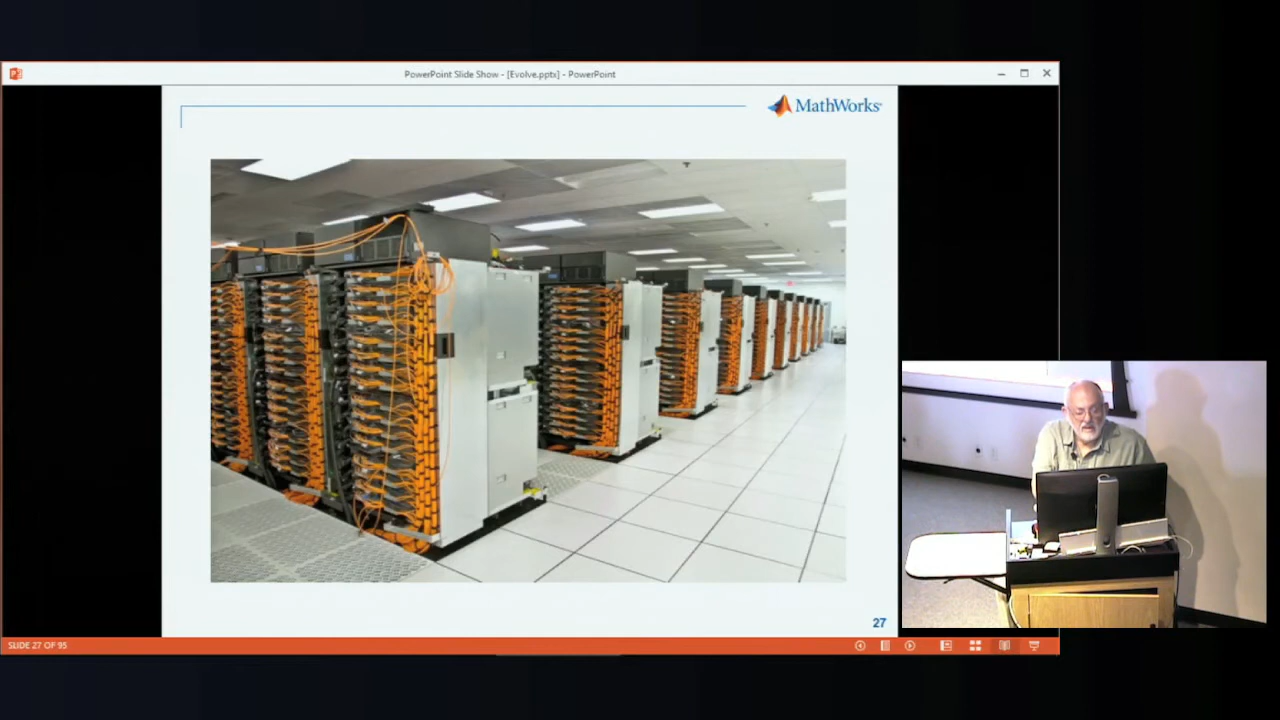 PowerPoint Slide Show - [Evolve.pptx] - PowerPoint
MathWorks®
27
SLIDE 27 OF 95